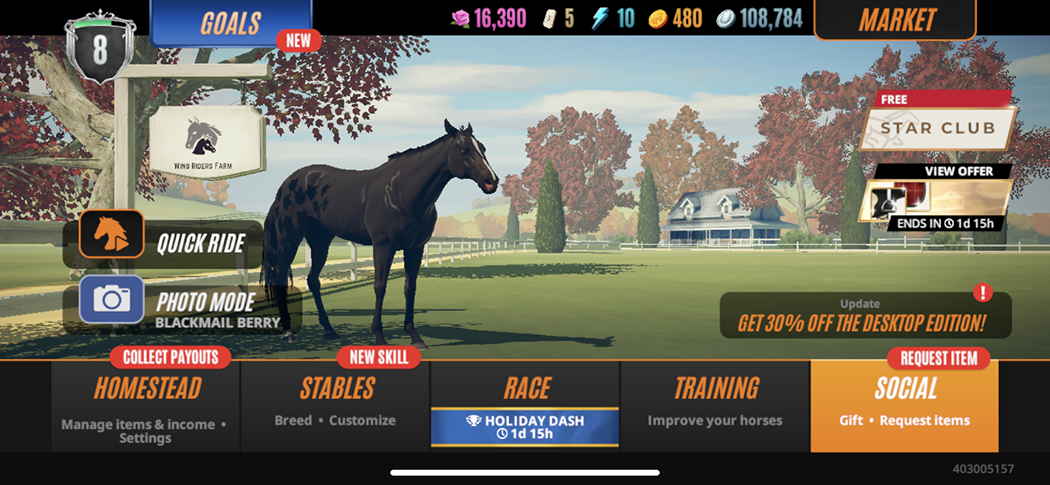 8
GOALS
NEW
16,390
5
10
480
108,784
MARKET
WIND RIDERS FARM
FREE
STAR CLUB
VIEW OFFER
ENDS IN 1d 15h
QUICK RIDE
PHOTO MODE
BLACKMAIL BERRY
Update
!
GET 30% OFF THE DESKTOP EDITION!
COLLECT PAYOUTS
HOMESTEAD
Manage items & income •
Settings
NEW SKILL
STABLES
Breed • Customize
RACE
HOLIDAY DASH
1d 15h
TRAINING
Improve your horses
REQUEST ITEM
SOCIAL
Gift • Request items
403005157